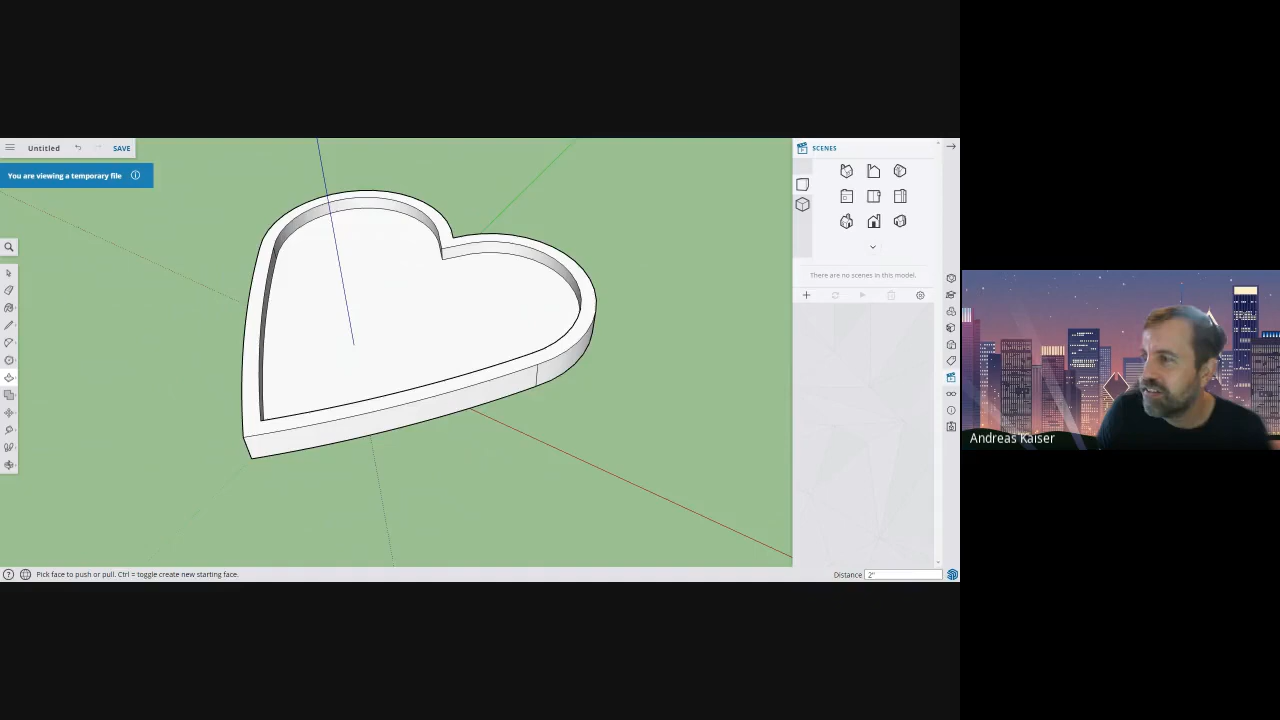 Untitled
SAVE
SCENES
You are viewing a temporary file
There are no scenes in this model.
Andreas Kaiser
Pick face to push or pull. Ctrl = toggle create new starting face.
Distance 2"